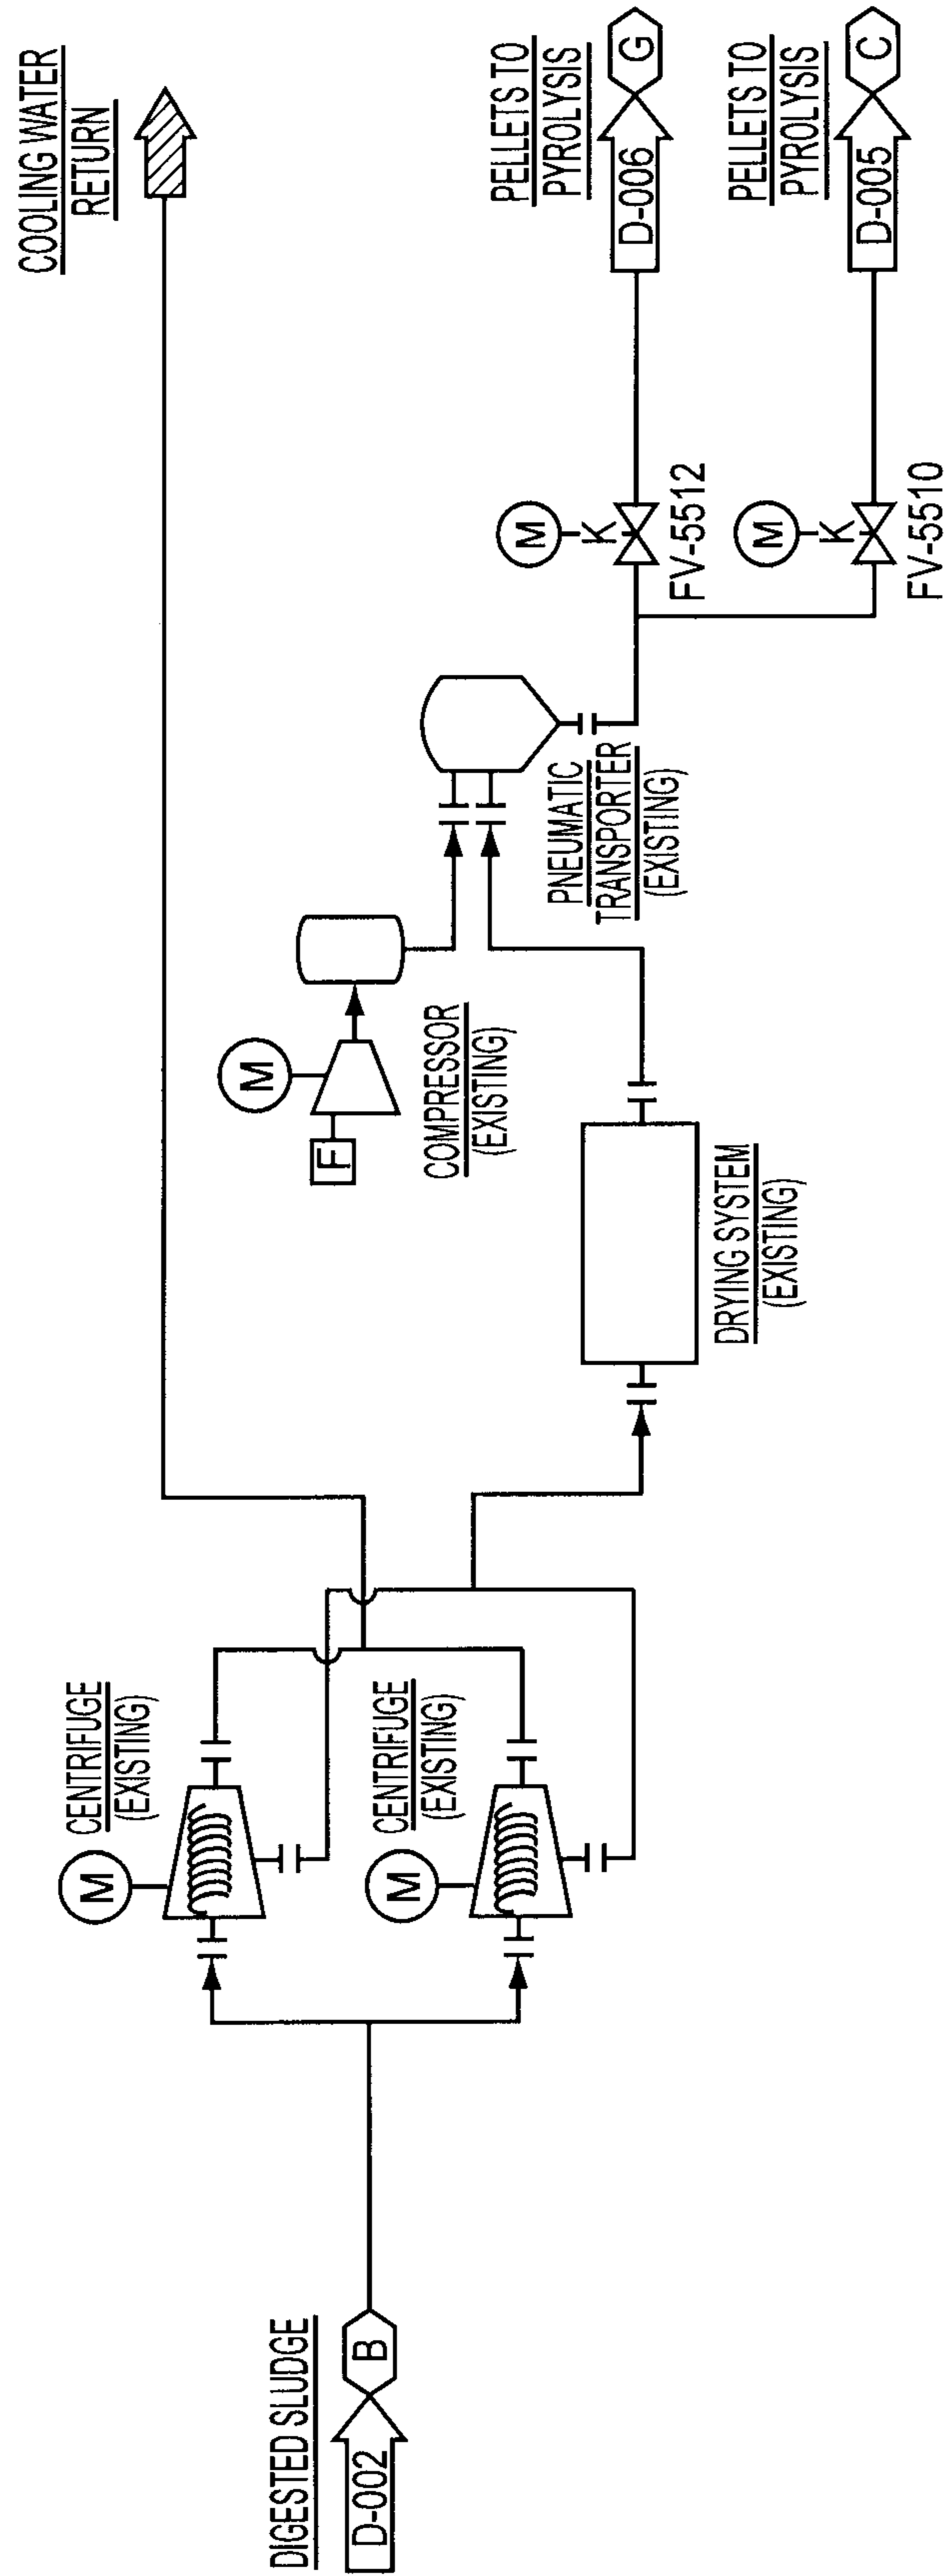 DIGESTED SLUDGE
D-002
B
CENTRIFUGE
(EXISTING)
M
CENTRIFUGE
(EXISTING)
M
COOLING WATER
RETURN
M
F
COMPRESSOR
(EXISTING)
DRYING SYSTEM
(EXISTING)
PNEUMATIC
TRANSPORTER
(EXISTING)
M
K
FV-5512
M
K
FV-5510
PELLETS TO
PYROLYSIS
D-006
G
PELLETS TO
PYROLYSIS
D-005
C